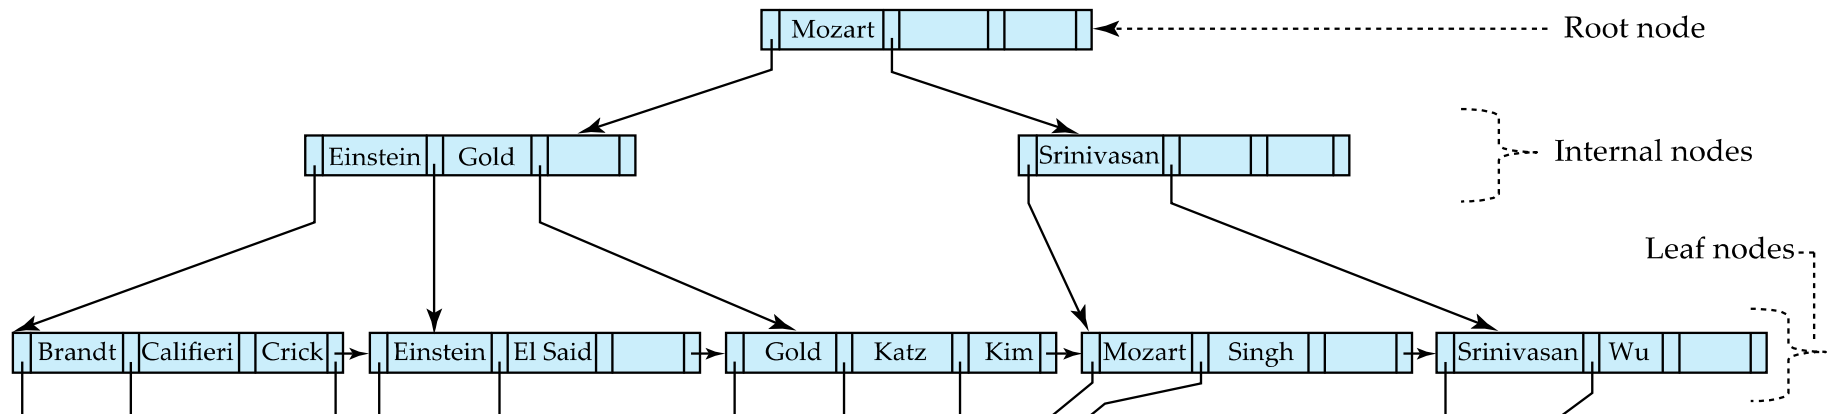 Mozart
Root node
Einstein Gold
Srinivasan
Internal nodes
Leaf nodes
Brandt Califieri Crick
Einstein El Said
Gold Katz Kim
Mozart Singh
Srinivasan Wu